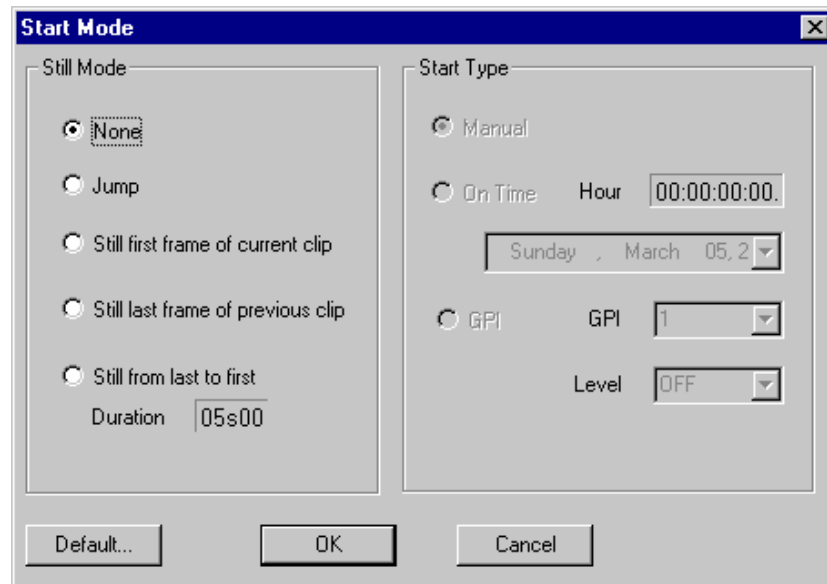 Start Mode
Still Mode
None
Jump
Still first frame of current clip
Still last frame of previous clip
Still from last to first
Duration 05s00
Start Type
Manual
On Time Hour 00:00:00:00.
Sunday , March 05, 2
GPI GPI 1
Level OFF
Default... OK Cancel